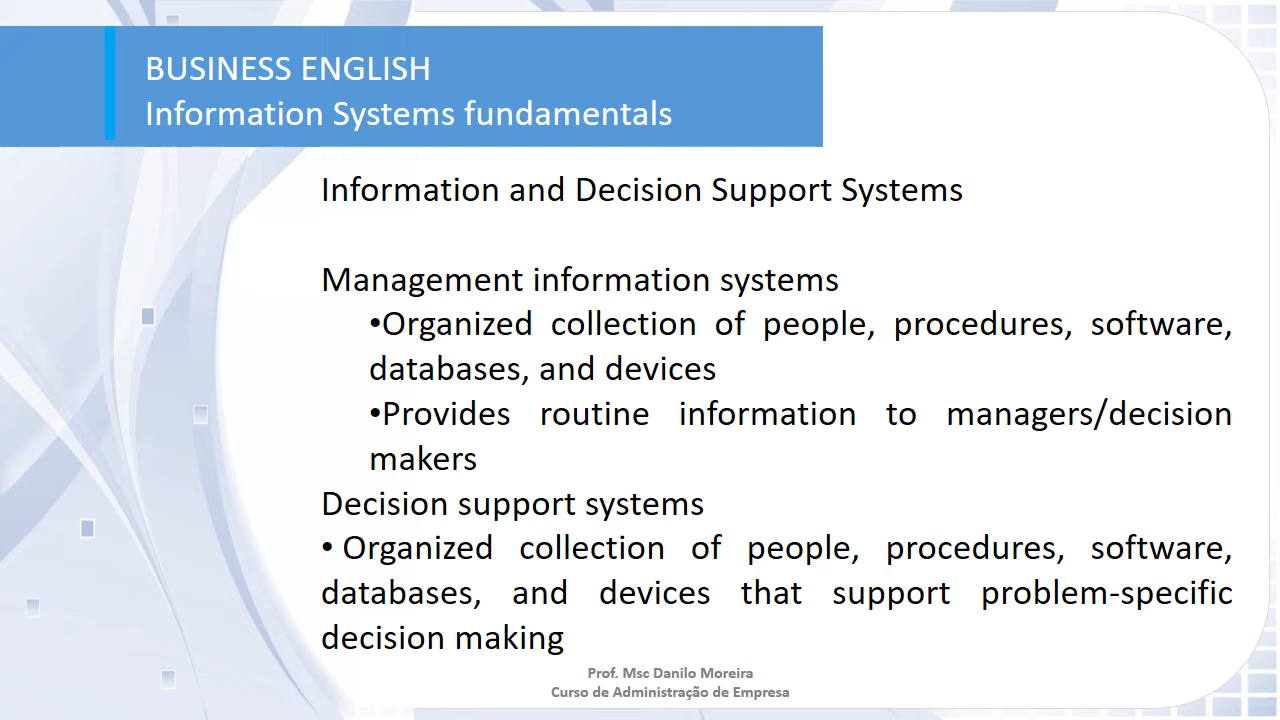 BUSINESS ENGLISH
Information Systems fundamentals
Information and Decision Support Systems
Management information systems
•Organized collection of people, procedures, software,
databases, and devices
•Provides routine information to managers/decision
makers
Decision support systems
• Organized collection of people, procedures, software,
databases, and devices that support problem-specific
decision making
Prof. Msc Danilo Moreira
Curso de Administração de Empresa